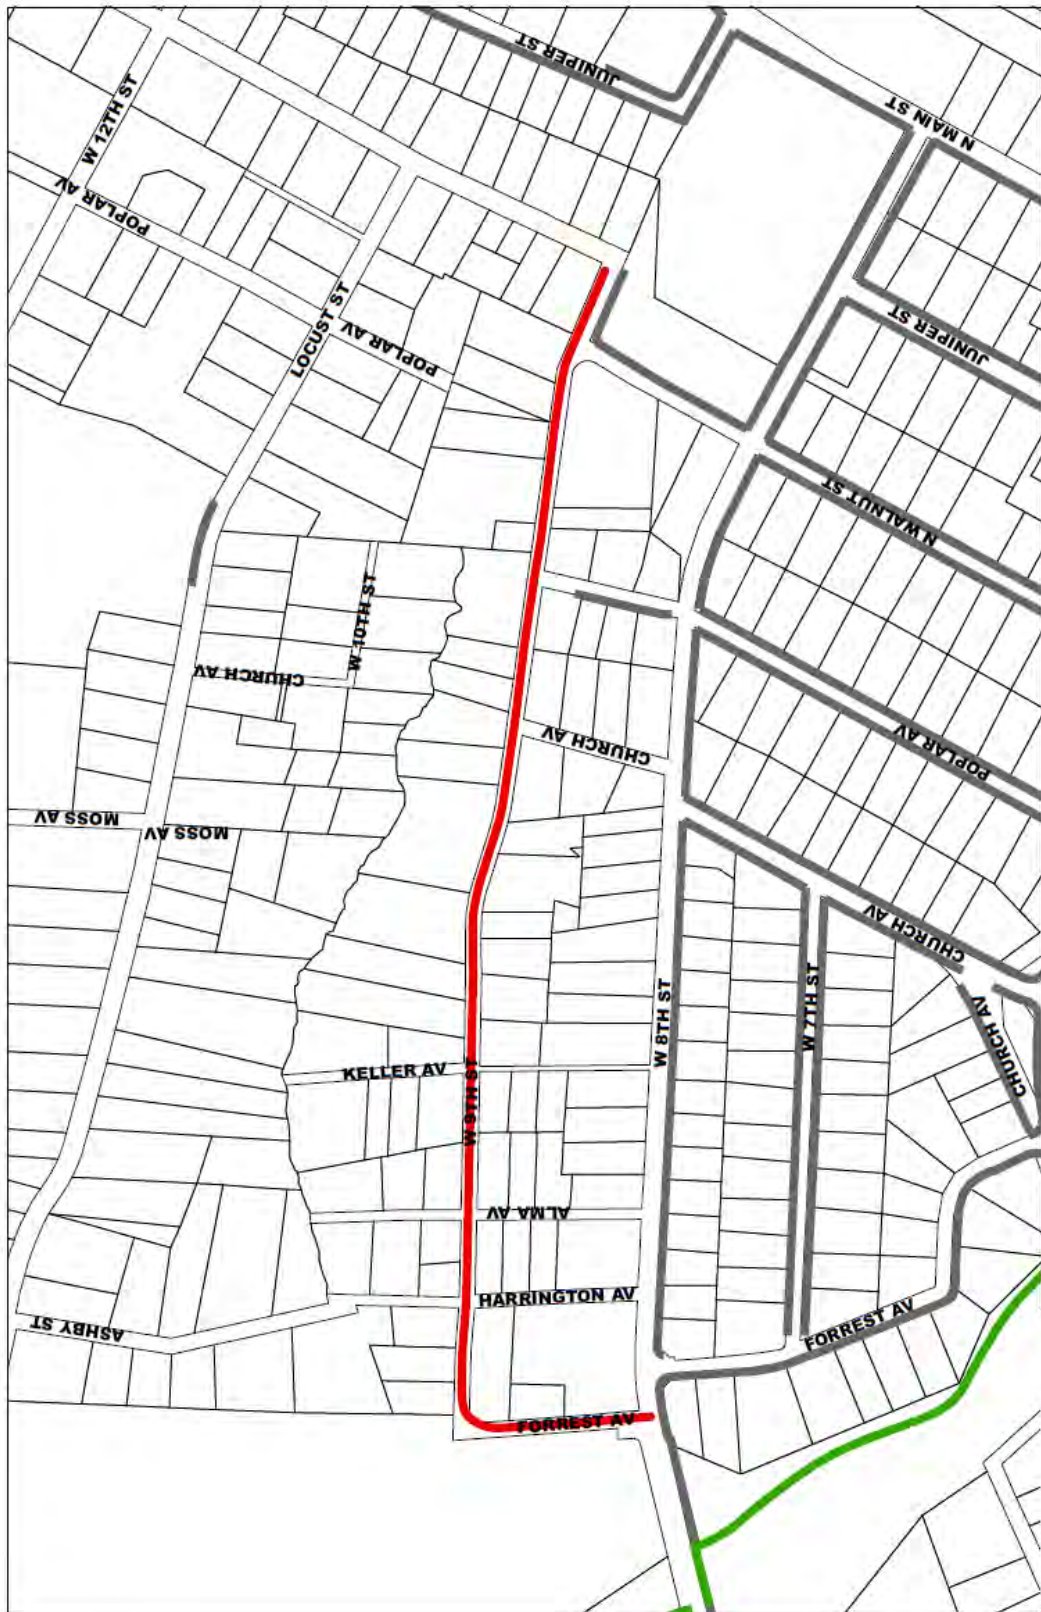 JUNIPER ST
N MAIN ST
W 12TH ST
POPLAR AV
LOCUST ST
POPLAR AV
JUNIPER ST
N WALNUT ST
W 10TH ST
CHURCH AV
CHURCH AV
POPLAR AV
MOSS AV
MOSS AV
CHURCH AV
W 8TH ST
W 7TH ST
CHURCH AV
KELLER AV
W 9TH ST
ALMA AV
HARRINGTON AV
ASHBY ST
FORREST AV
FORREST AV